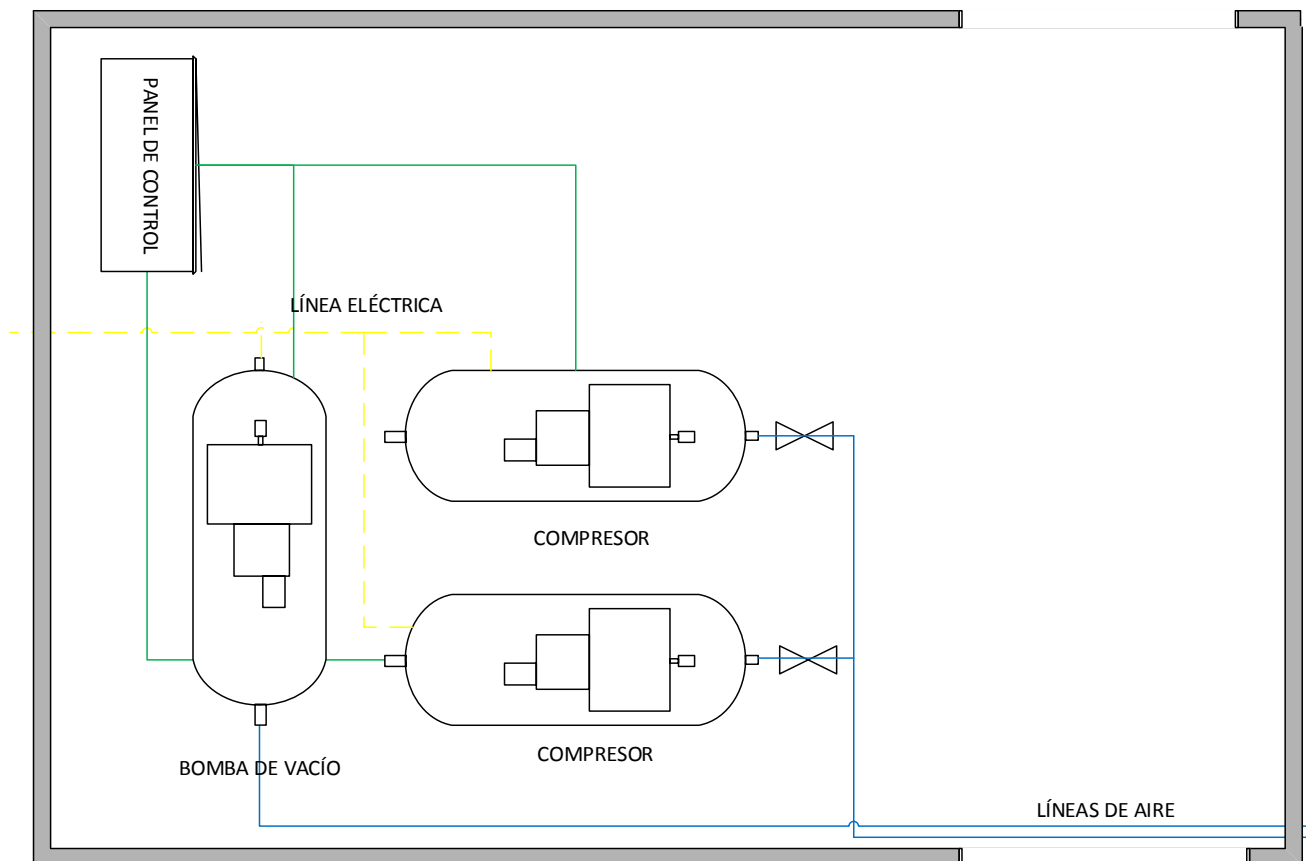 PANEL DE CONTROL
LÍNEA ELÉCTRICA
COMPRESOR
COMPRESOR
BOMBA DE VACÍO
LÍNEAS DE AIRE